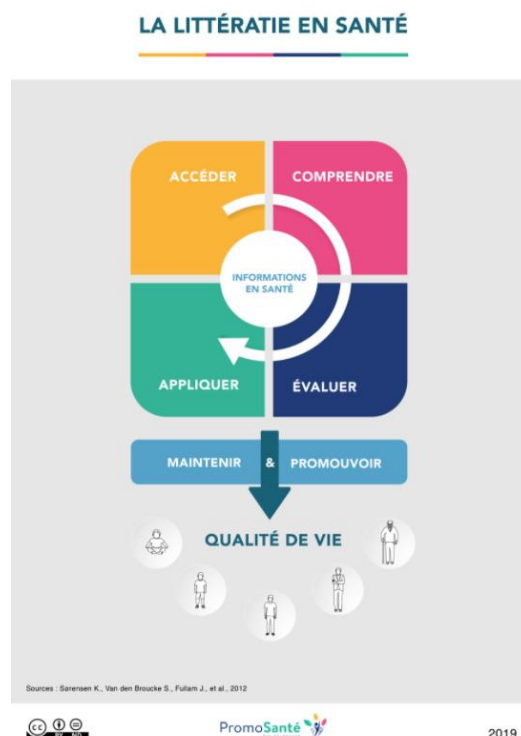 LA LITTÉRATIE EN SANTÉ
ACCÉDER
COMPRENDRE
INFORMATIONS
EN SANTÉ
APPLIQUER
ÉVALUER
MAINTENIR & PROMOUVOIR
QUALITÉ DE VIE
Sources : Sørensen K., Van den Broucke S., Fullam J., et al., 2012
cc
PromoSanté
2019